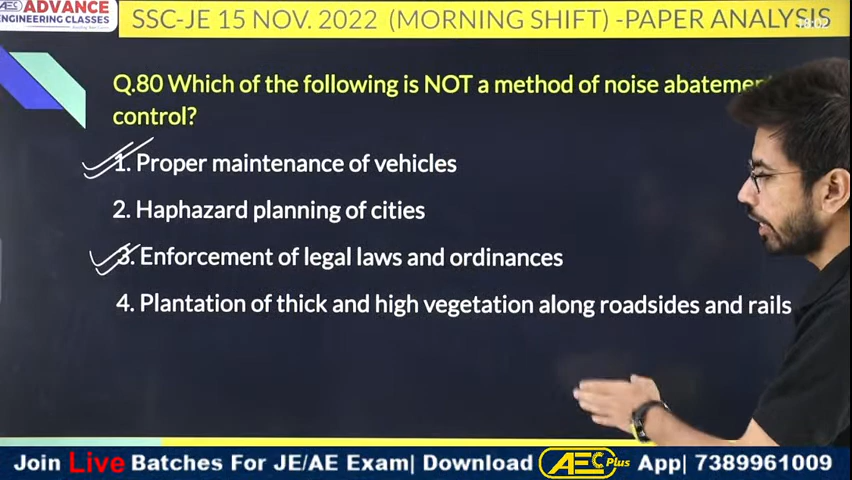 AEC ADVANCE
ENGINEERING CLASSES
SSC-JE 15 NOV. 2022 (MORNING SHIFT) -PAPER ANALYSIS
Q.80 Which of the following is NOT a method of noise
control?
1. Proper maintenance of vehicles
2. Haphazard planning of cities
3. Enforcement of legal laws and ordinances
4. Plantation of thick and high vegetation along roadsides and rails
Join Live Batches For JE/AE Exam| Download AEC Plus App| 7389961009